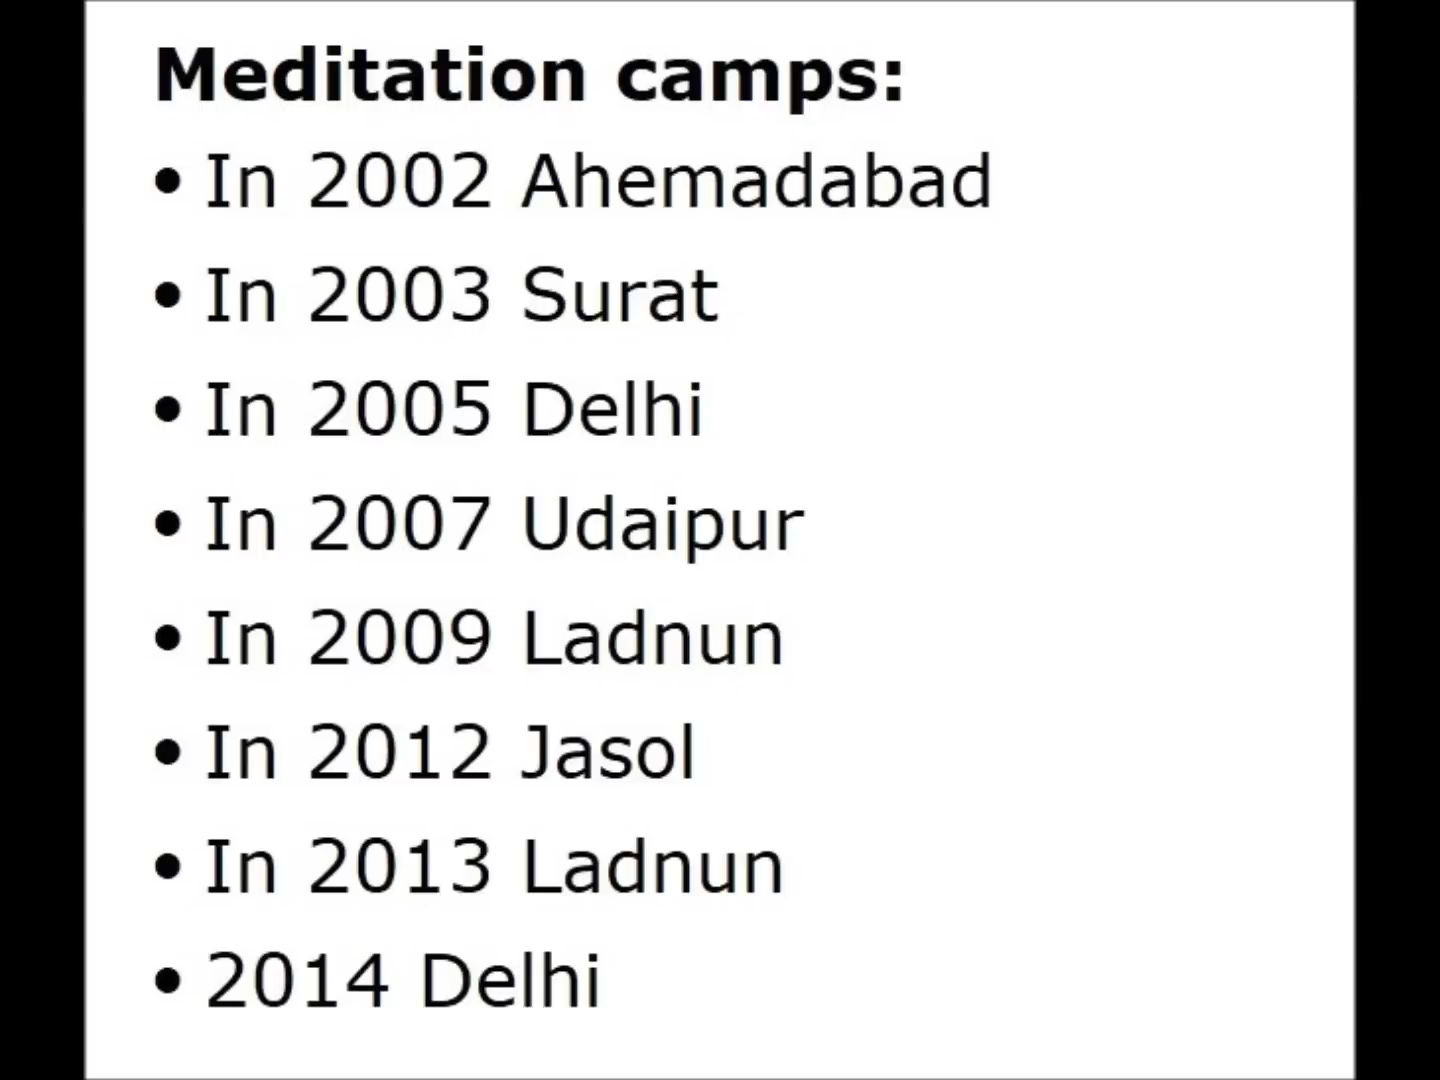 Meditation camps:
• In 2002 Ahemadabad
• In 2003 Surat
• In 2005 Delhi
• In 2007 Udaipur
• In 2009 Ladnun
• In 2012 Jasol
• In 2013 Ladnun
• 2014 Delhi